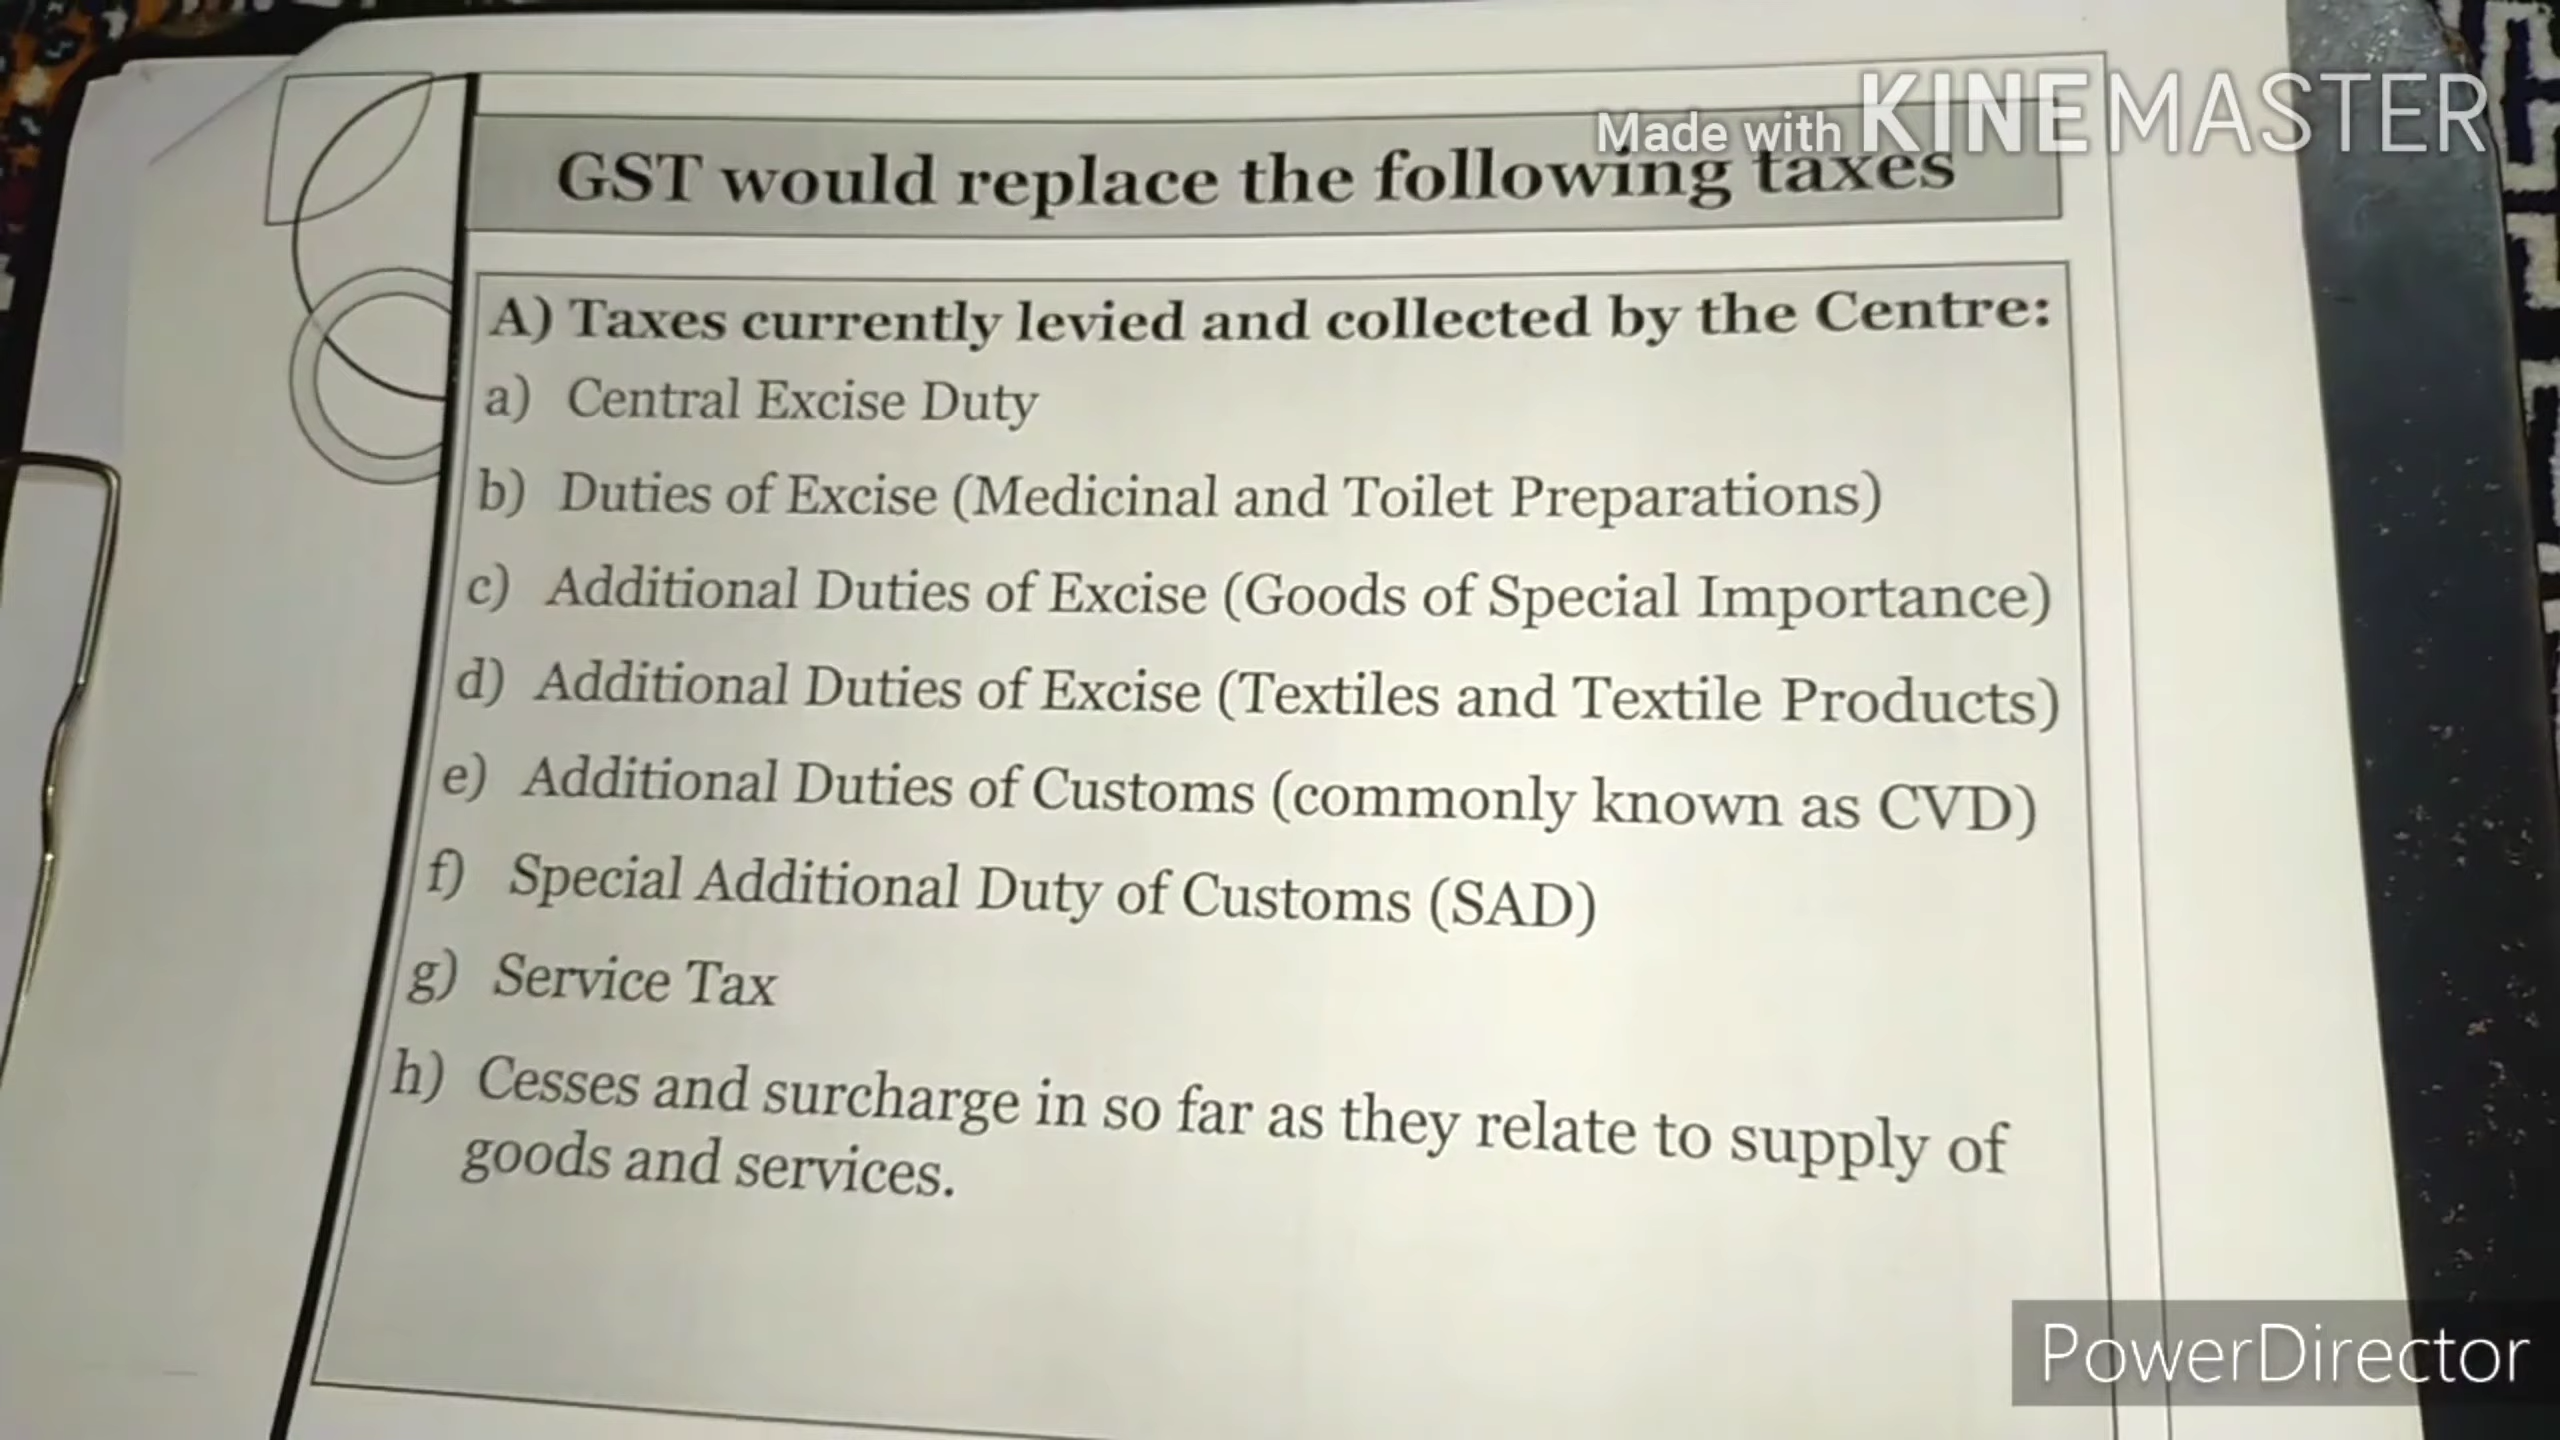 Made with KINEMASTER
GST would replace the following taxes
A) Taxes currently levied and collected by the Centre:
a) Central Excise Duty
b) Duties of Excise (Medicinal and Toilet Preparations)
c) Additional Duties of Excise (Goods of Special Importance)
d) Additional Duties of Excise (Textiles and Textile Products)
e) Additional Duties of Customs (commonly known as CVD)
f) Special Additional Duty of Customs (SAD)
g) Service Tax
h) Cesses and surcharge in so far as they relate to supply of
goods and services.
PowerDirector